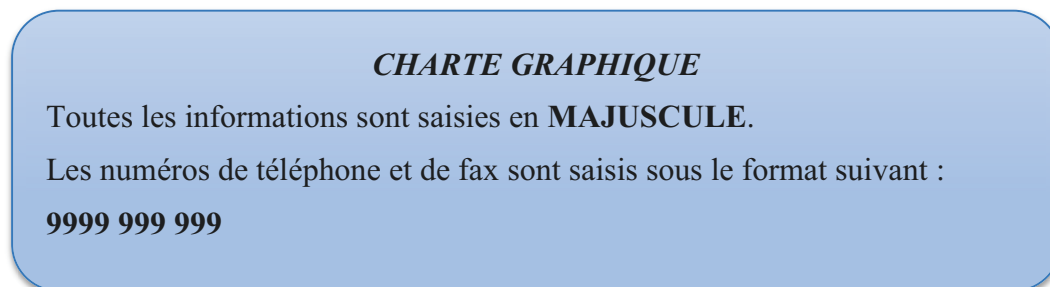 CHARTE GRAPHIQUE
Toutes les informations sont saisies en MAJUSCULE.
Les numéros de téléphone et de fax sont saisis sous le format suivant :
9999 999 999